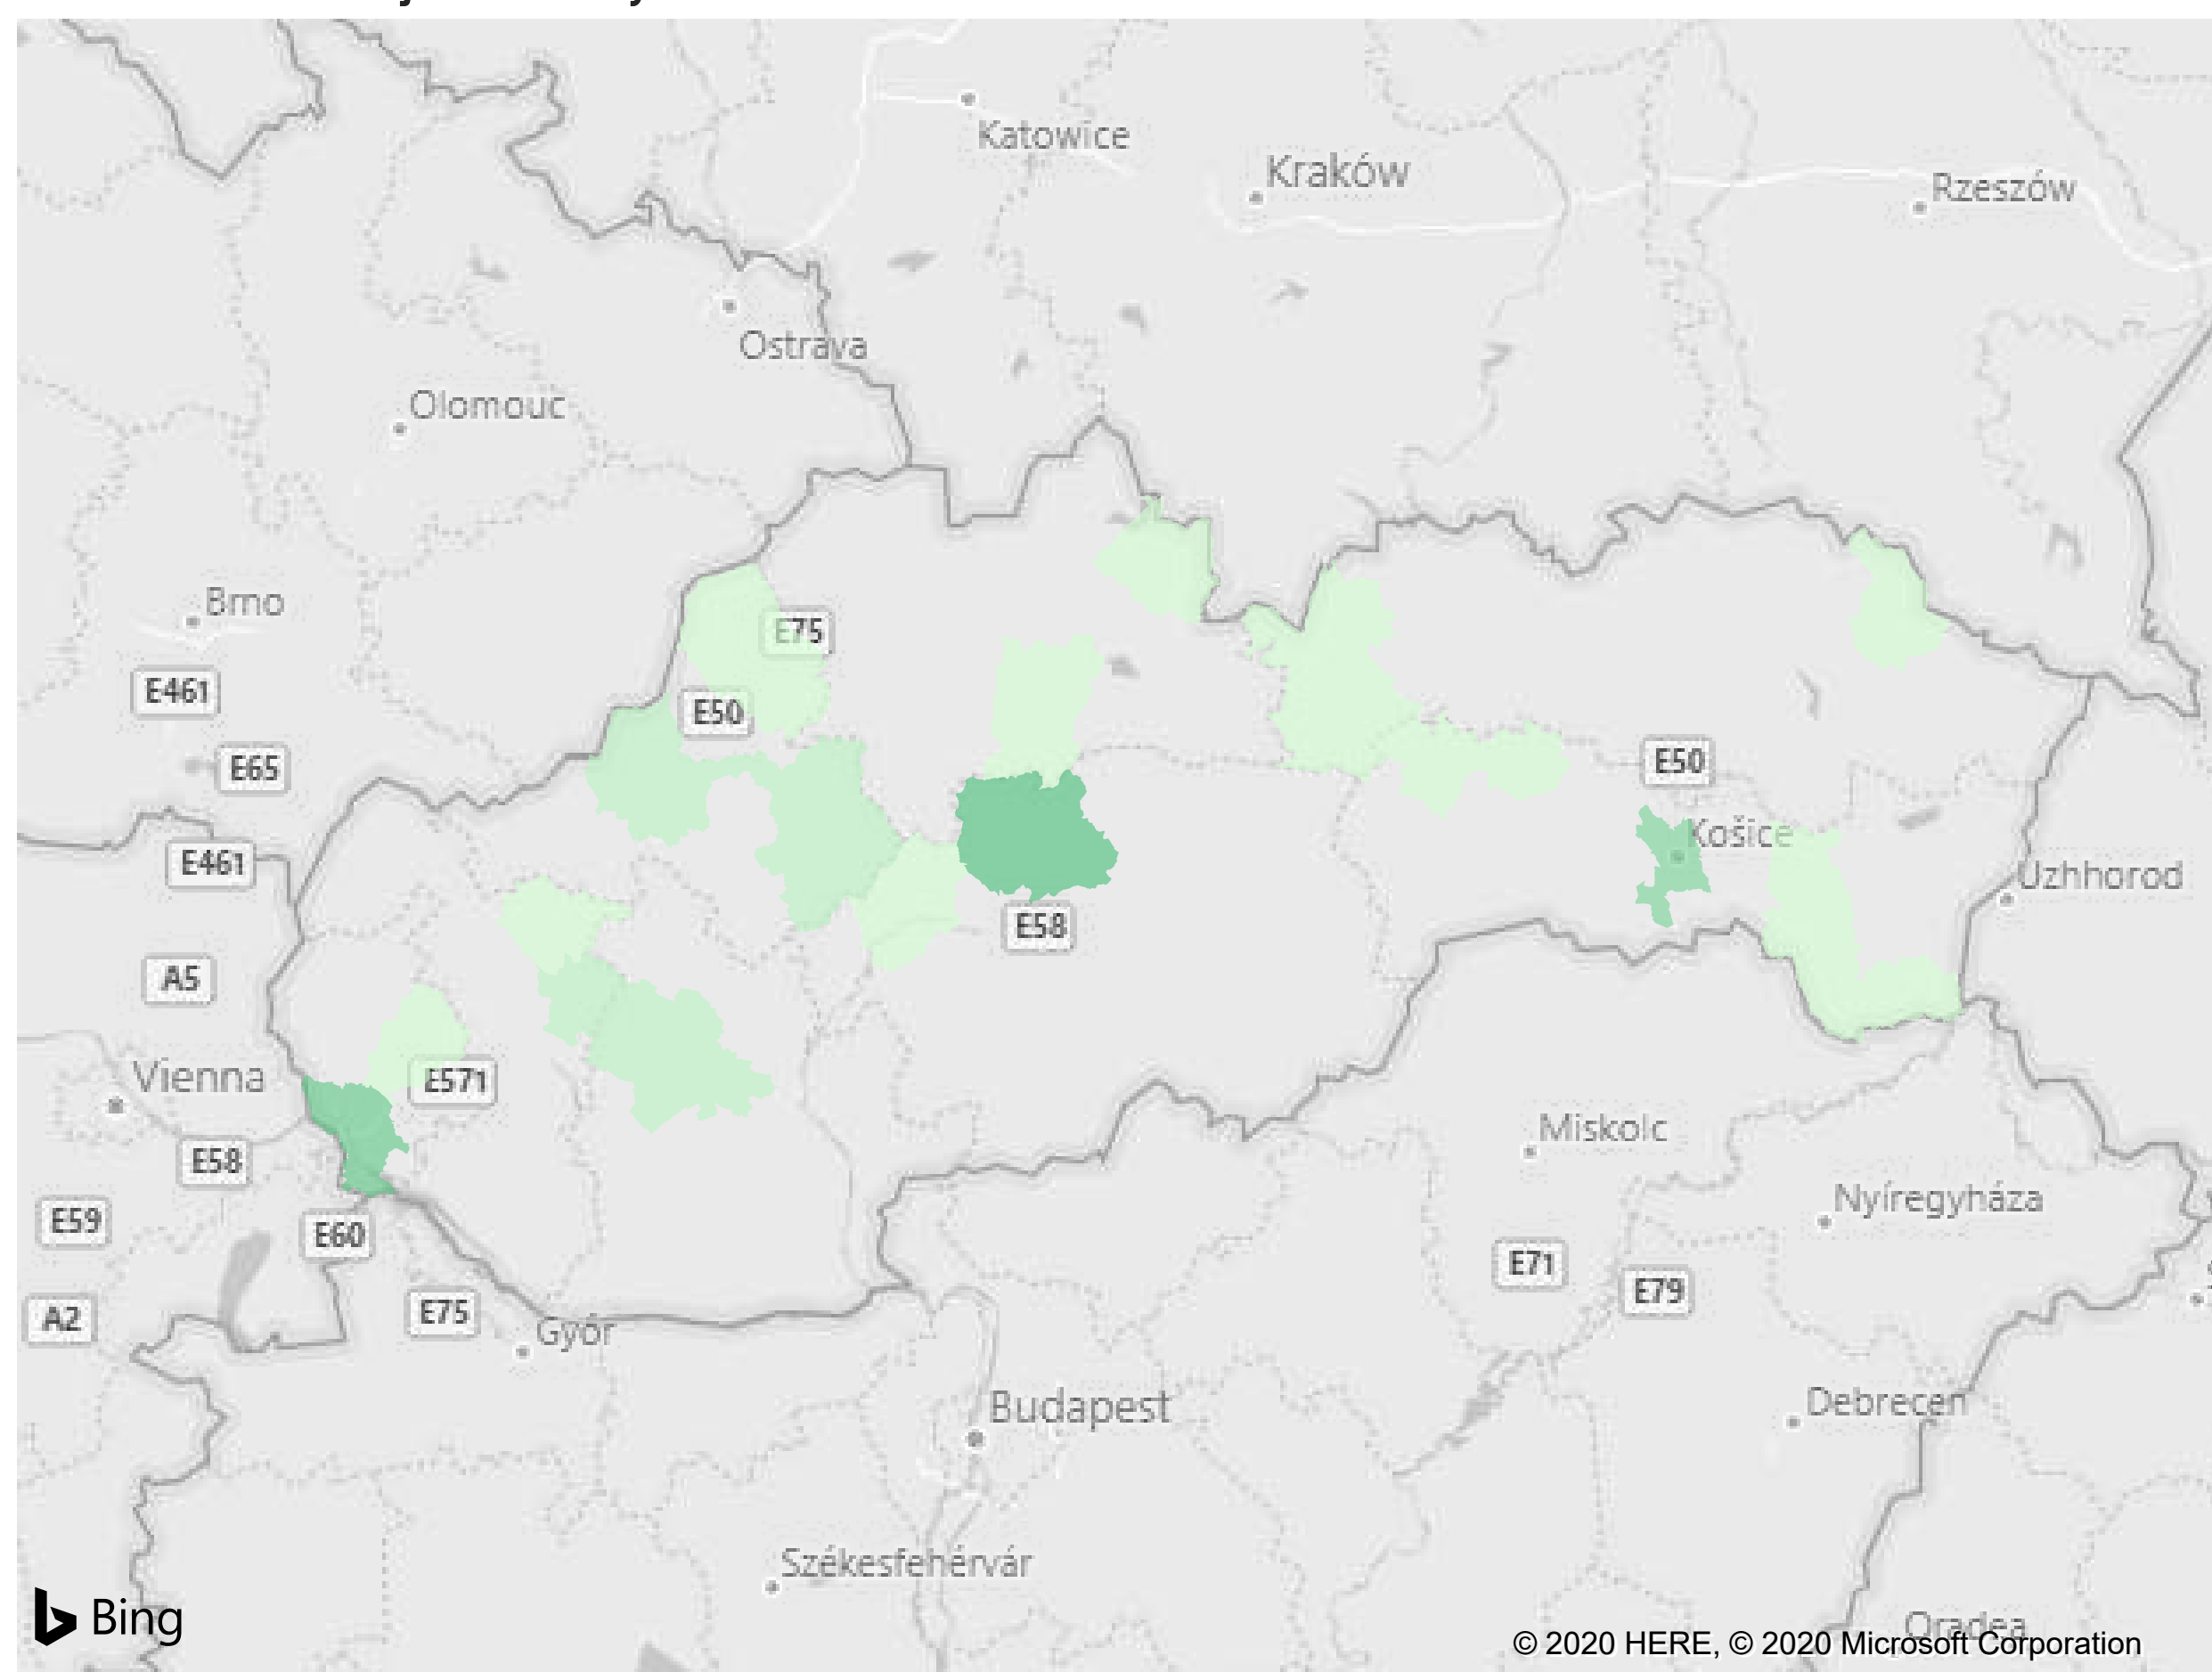 Katowice
Kraków
Rzeszów
Ostrava
Olomouc
Brno
E75
E461
E50
E65
E50
Košice
E461
Uzhhorod
E58
A5
Vienna
E571
Miskolc
E58
Nyíregyháza
E59
E60
E71
E79
E75
A2
Győr
Budapest
Debrecen
Székesfehérvár
Bing
Oradea
© 2020 HERE, © 2020 Microsoft Corporation